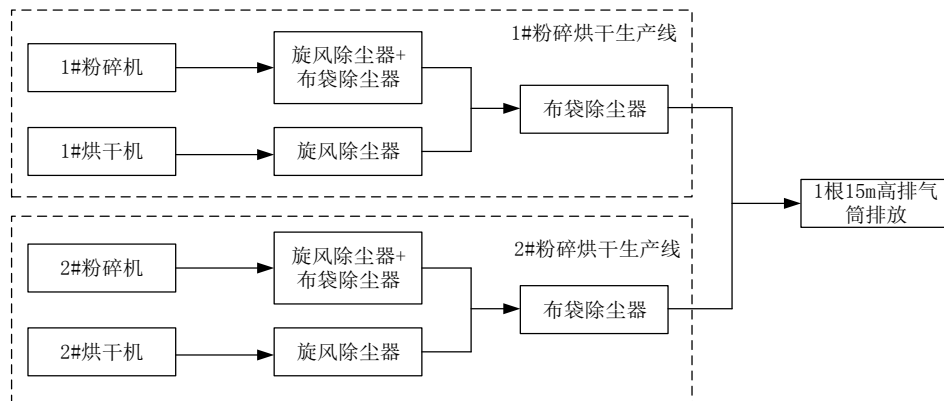 1#粉碎烘干生产线
1#粉碎机
旋风除尘器+
布袋除尘器
布袋除尘器
1#烘干机
旋风除尘器
1根15m高排气
筒排放
2#粉碎烘干生产线
2#粉碎机
旋风除尘器+
布袋除尘器
布袋除尘器
2#烘干机
旋风除尘器